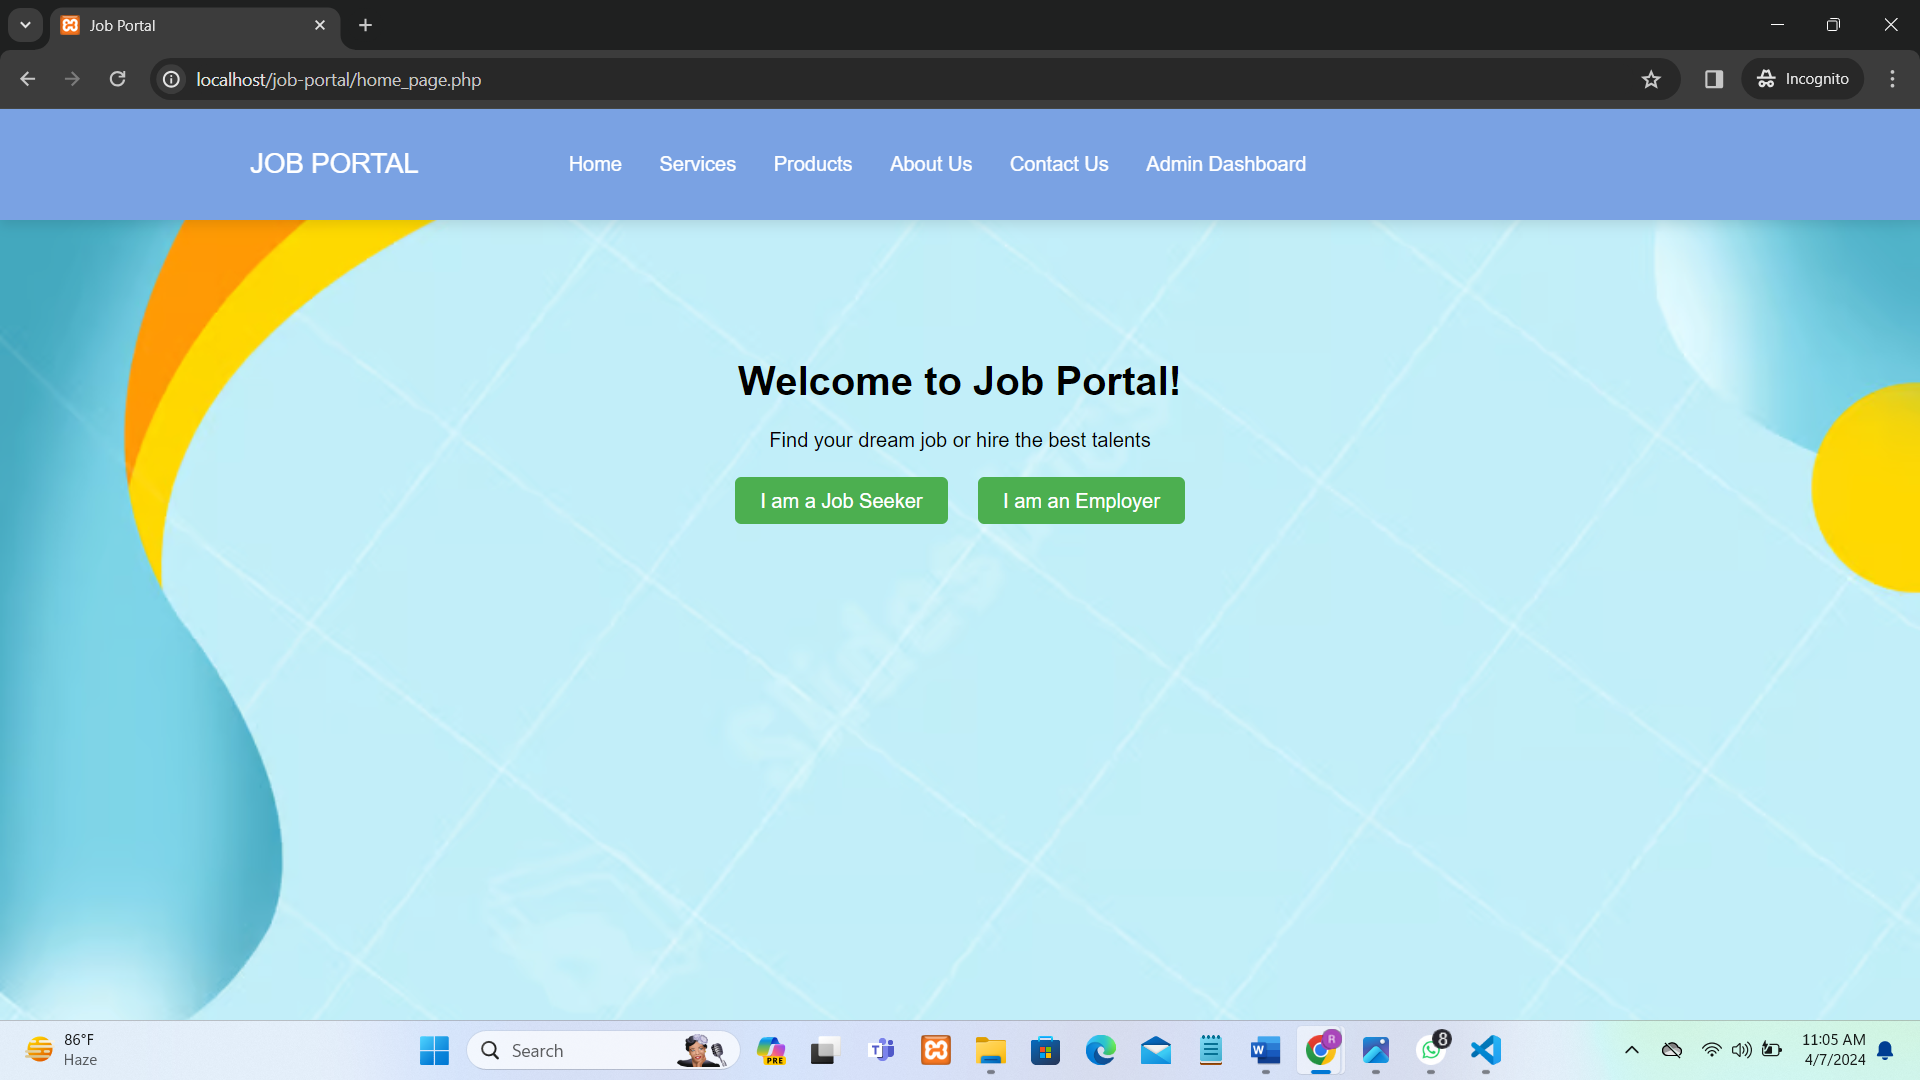 Job Portal
localhost/job-portal/home_page.php
Incognito
JOB PORTAL
Home Services Products About Us Contact Us Admin Dashboard
Welcome to Job Portal!
Find your dream job or hire the best talents
I am a Job Seeker I am an Employer
86°F
Haze
Search
PRE
T
W
R
8
11:05 AM
4/7/2024